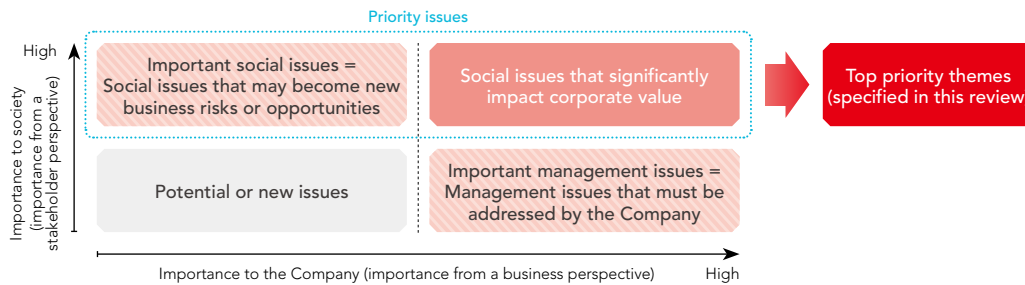 Priority issues
High
Importance to society
(importance from a
stakeholder perspective)
Important social issues =
Social issues that may become new
business risks or opportunities
Social issues that significantly
impact corporate value
Top priority themes
(specified in this review
Potential or new issues
Important management issues =
Management issues that must be
addressed by the Company
Importance to the Company (importance from a business perspective)
High